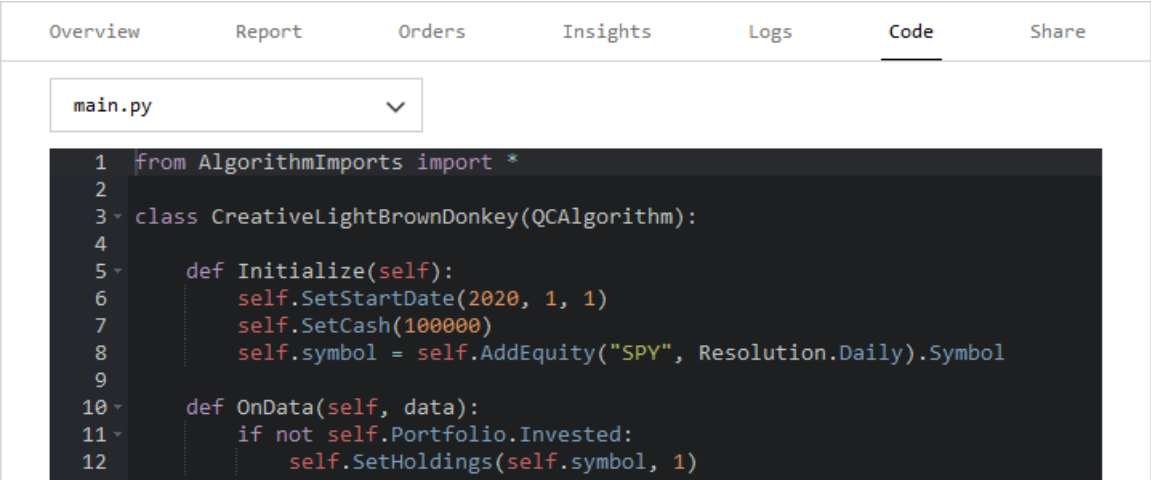 Overview Report Orders Insights Logs Code Share
main.py
1 from AlgorithmImports import *
2
3 class CreativeLightBrownDonkey(QCAlgorithm):
4
5     def Initialize(self):
6         self.SetStartDate(2020, 1, 1)
7         self.SetCash(100000)
8         self.symbol = self.AddEquity("SPY", Resolution.Daily).Symbol
9
10     def OnData(self, data):
11         if not self.Portfolio.Invested:
12             self.SetHoldings(self.symbol, 1)